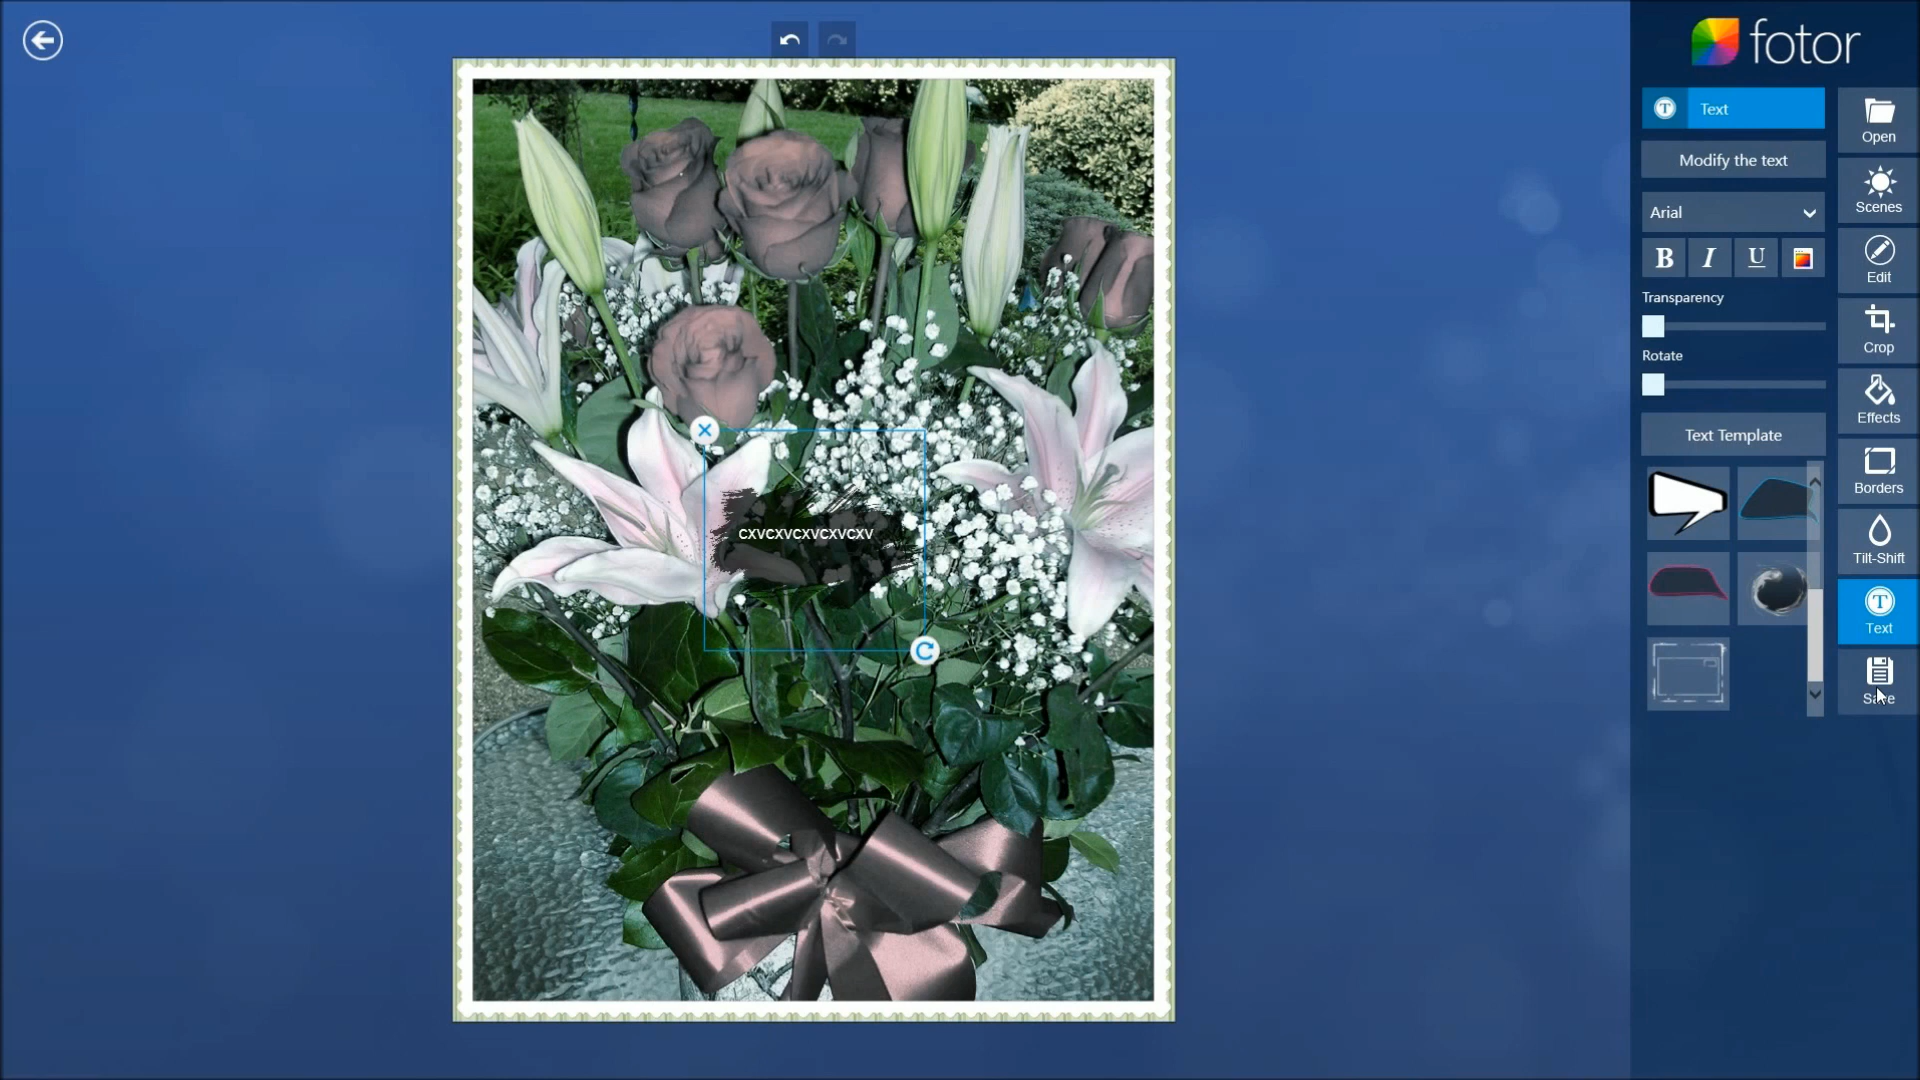 fotor
Text
Open
Modify the text
Scenes
Arial
B I U
Edit
Transparency
Crop
Rotate
Effects
Text Template
Borders
Tilt-Shift
Text
Save
CXVCXVCXVCXVCXV